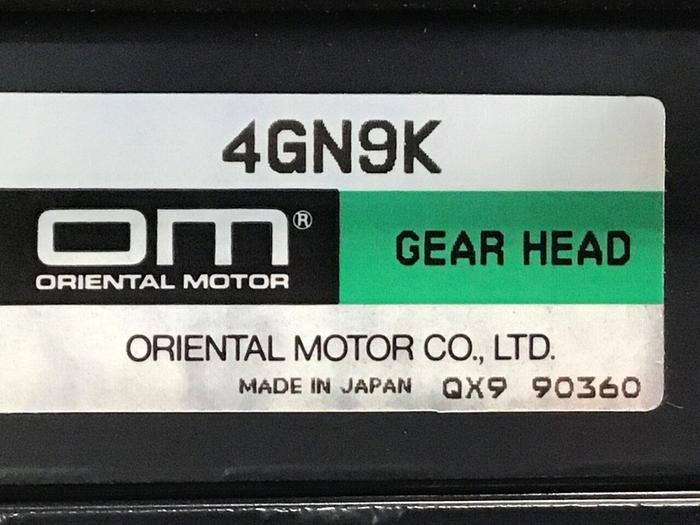 4GN9K
om®
ORIENTAL MOTOR
GEAR HEAD
ORIENTAL MOTOR CO., LTD.
MADE IN JAPAN QX9 90360